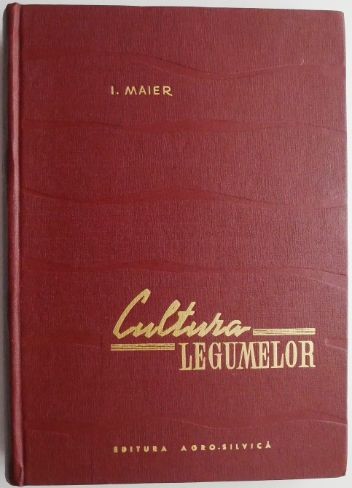 I. MAIER
Cultura
LEGUMELOR
EDITURA AGRO-SILVICĂ